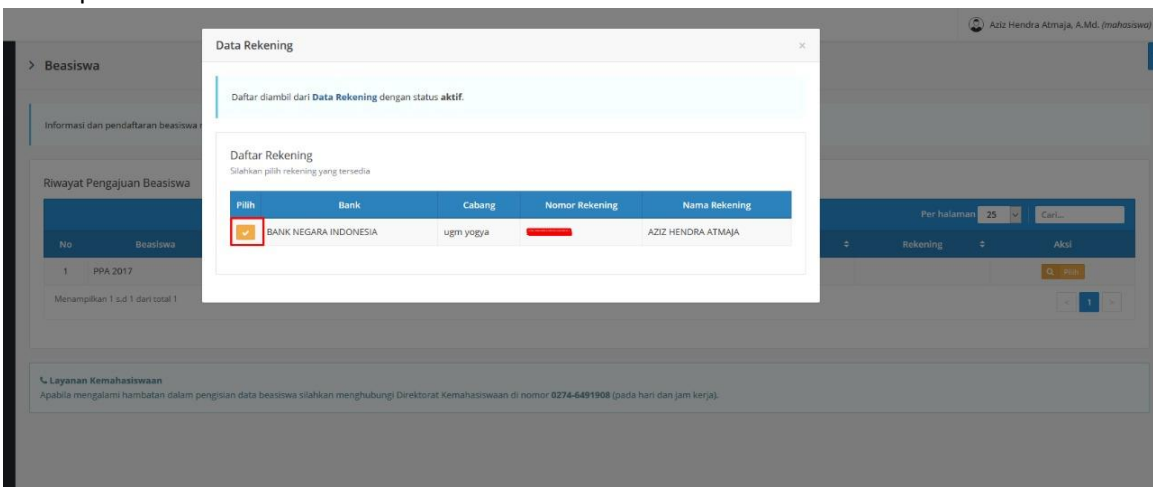 Aziz Hendra Atmaja, A.Md. (mahasiswa)
Data Rekening ×
> Beasiswa
Daftar diambil dari Data Rekening dengan status aktif.
Informasi dan pendaftaran beasiswa
Daftar Rekening
Silahkan pilih rekening yang tersedia
Riwayat Pengajuan Beasiswa
Pilih Bank Cabang Nomor Rekening Nama Rekening
Per halaman 25 Cari...
BANK NEGARA INDONESIA ugm yogya AZIZ HENDRA ATMAJA
No Beasiswa Rekening Aksi
1 PPA 2017 Pilih
Menampilkan 1 s.d 1 dari total 1 < 1 >
Layanan Kemahasiswaan
Apabila mengalami hambatan dalam pengisian data beasiswa silahkan menghubungi Direktorat Kemahasiswaan di nomor 0274-6491908 (pada hari dan jam kerja).